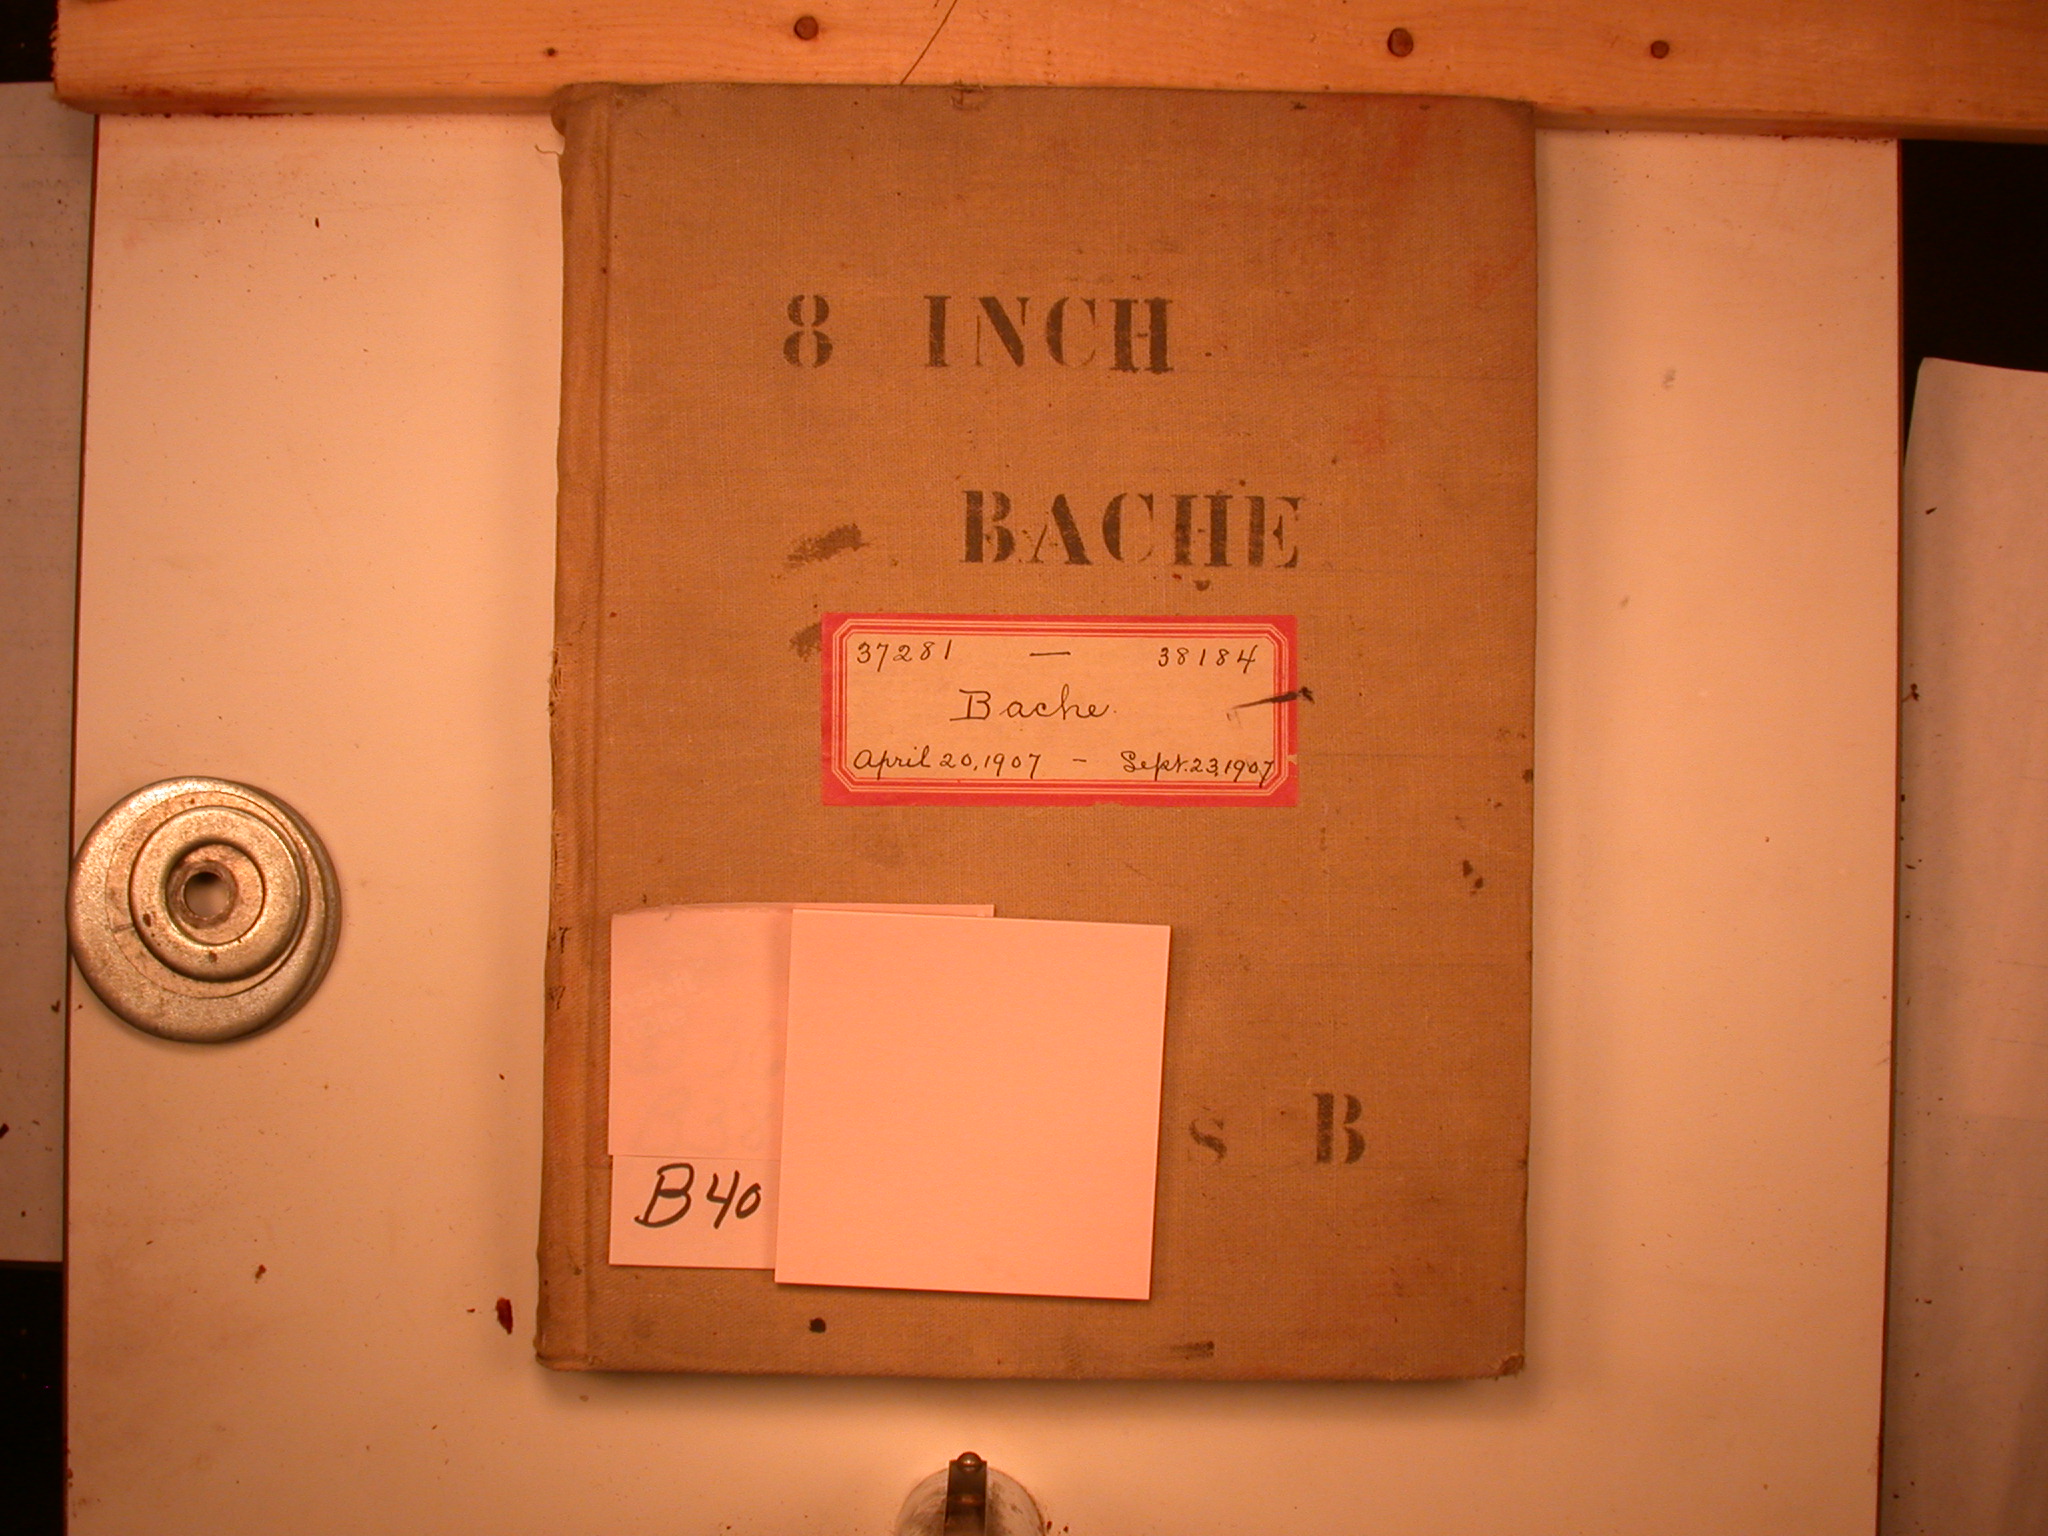 8 INCH
BACHE
37281 — 38184
Bache.
April 20, 1907 - Sept. 23, 1907
s B
B40